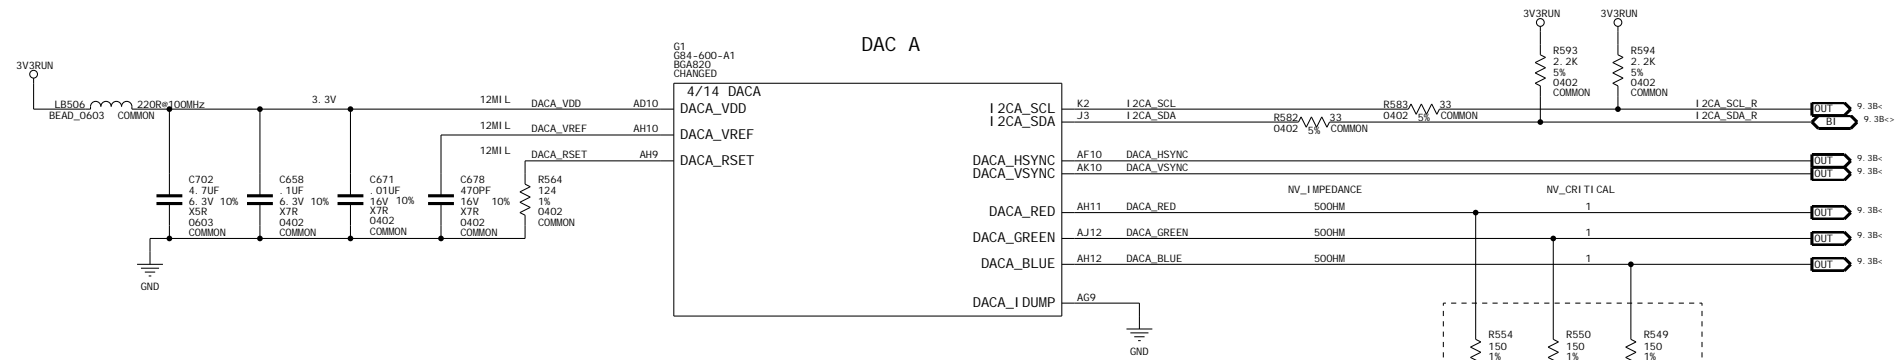 DAC A
3V3RUN
LB506
BEAD_0603
220R@100MHz
COMMON
3.3V
12MIL
DACA_VDD
AD10
12MIL
DACA_VREF
AH10
12MIL
DACA_RSET
AH9
C702
4.7UF
6.3V 10%
X5R
0603
COMMON
C658
.1UF
6.3V 10%
X7R
0402
COMMON
C671
.01UF
16V 10%
X7R
0402
COMMON
C678
470PF
16V 10%
X7R
0402
COMMON
R564
124
1%
0402
COMMON
GND
G1
G84-600-A1
BGA820
CHANGED
4/14 DACA
DACA_VDD
DACA_VREF
DACA_RSET
I2CA_SCL
I2CA_SDA
DACA_HSYNC
DACA_VSYNC
DACA_RED
DACA_GREEN
DACA_BLUE
DACA_IDUMP
K2 I2CA_SCL
J3 I2CA_SDA
AF10 DACA_HSYNC
AK10 DACA_VSYNC
AH11 DACA_RED
AJ12 DACA_GREEN
AH12 DACA_BLUE
AG9
GND
R583 33
0402 5% COMMON
R582 33
0402 5% COMMON
3V3RUN
R593
2.2K
5%
0402
COMMON
3V3RUN
R594
2.2K
5%
0402
COMMON
I2CA_SCL_R
OUT 9.3B<
I2CA_SDA_R
BI 9.3B<>
OUT 9.3B<
OUT 9.3B<
NV_IMPEDANCE
NV_CRITICAL
50OHM 1 OUT 9.3B<
50OHM 1 OUT 9.3B<
50OHM 1 OUT 9.3B<
R554
150
1%
R550
150
1%
R549
150
1%